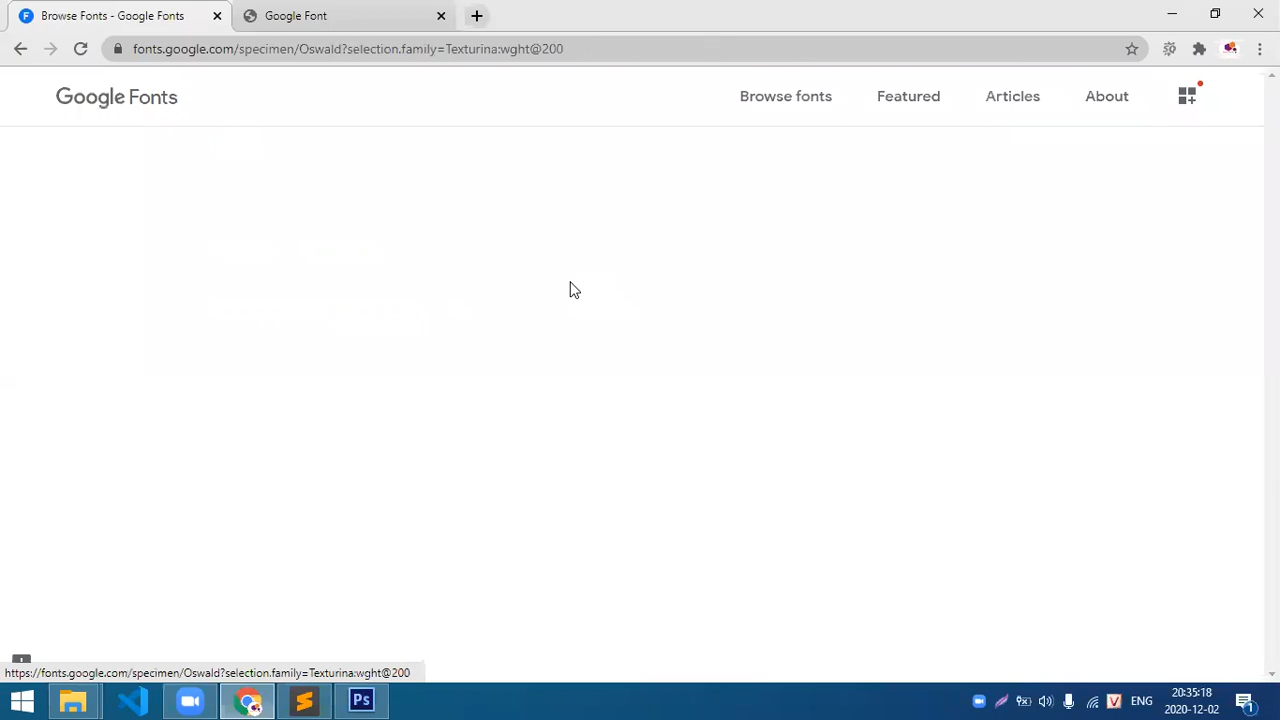 Browse Fonts - Google Fonts
Google Font
fonts.google.com/specimen/Oswald?selection.family=Texturina:wght@200
Google Fonts
Browse fonts
Featured
Articles
About
https://fonts.google.com/specimen/Oswald?selection.family=Texturina:wght@200
Ps
V
ENG
20:35:18
2020-12-02
1